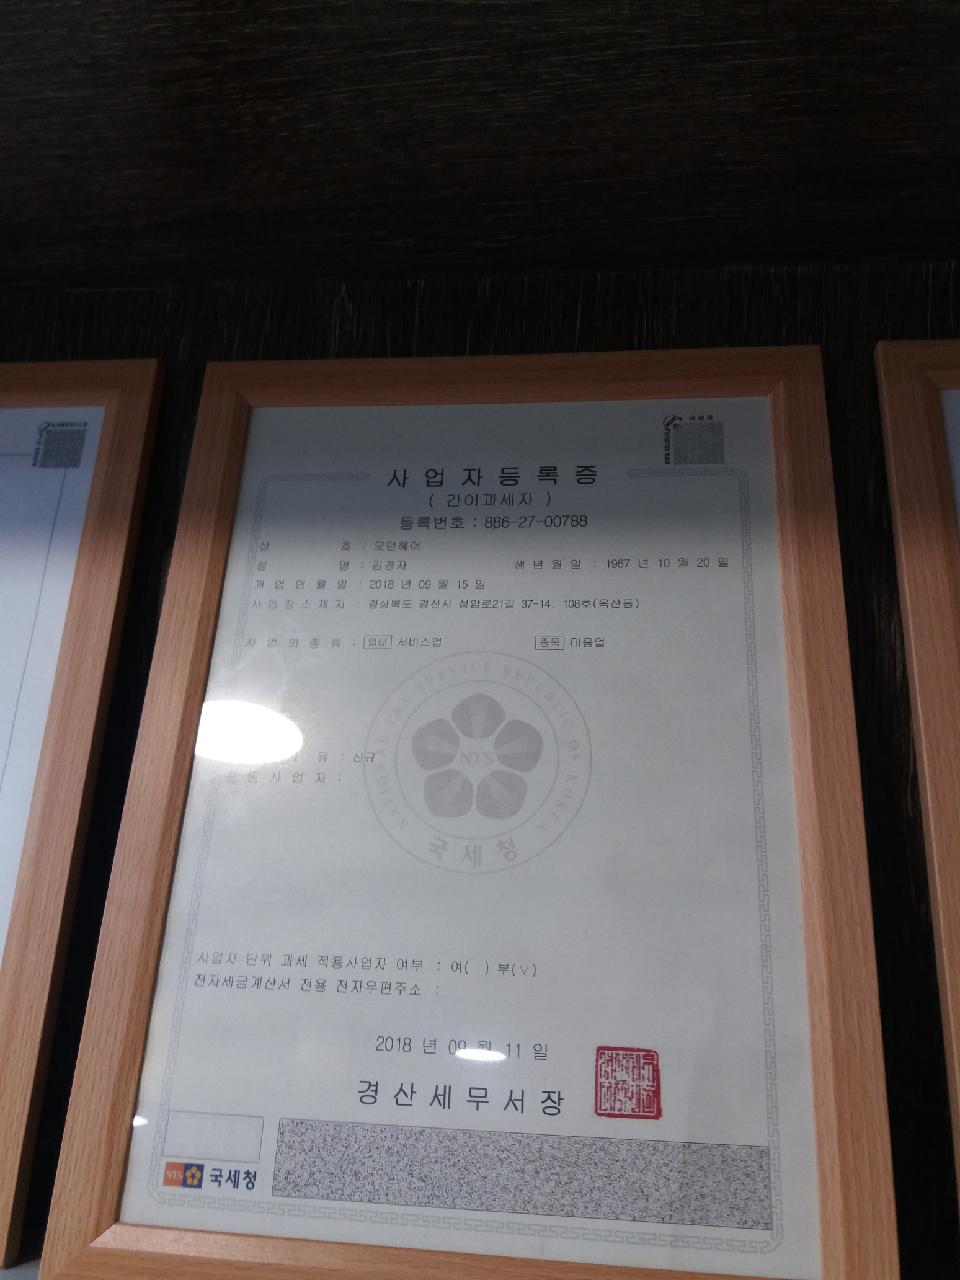 사업자등록증
( 간이과세자 )
등록번호 : 886-27-00788
상 호 : 모던헤어
성 명 : 김경자 생 년 월 일 : 1967 년 10 월 20 일
개 업 연 월 일 : 2018 년 09 월 15 일
사 업 장 소 재 지 : 경상북도 경산시 성암로21길 37-14, 108호(옥산동)
사 업 의 종 류 : 업태 서비스업 종목 미용업
NATIONAL TAX SERVICE REPUBLIC OF KOREA
NTS
국세청
유 : 신규
공 동 사 업 자 :
사업자 단위 과세 적용사업자 여부 : 여( ) 부(∨)
전자세금계산서 전용 전자우편주소 :
2018 년 09 월 11 일
경산세무서장
NTS 국세청
국세청